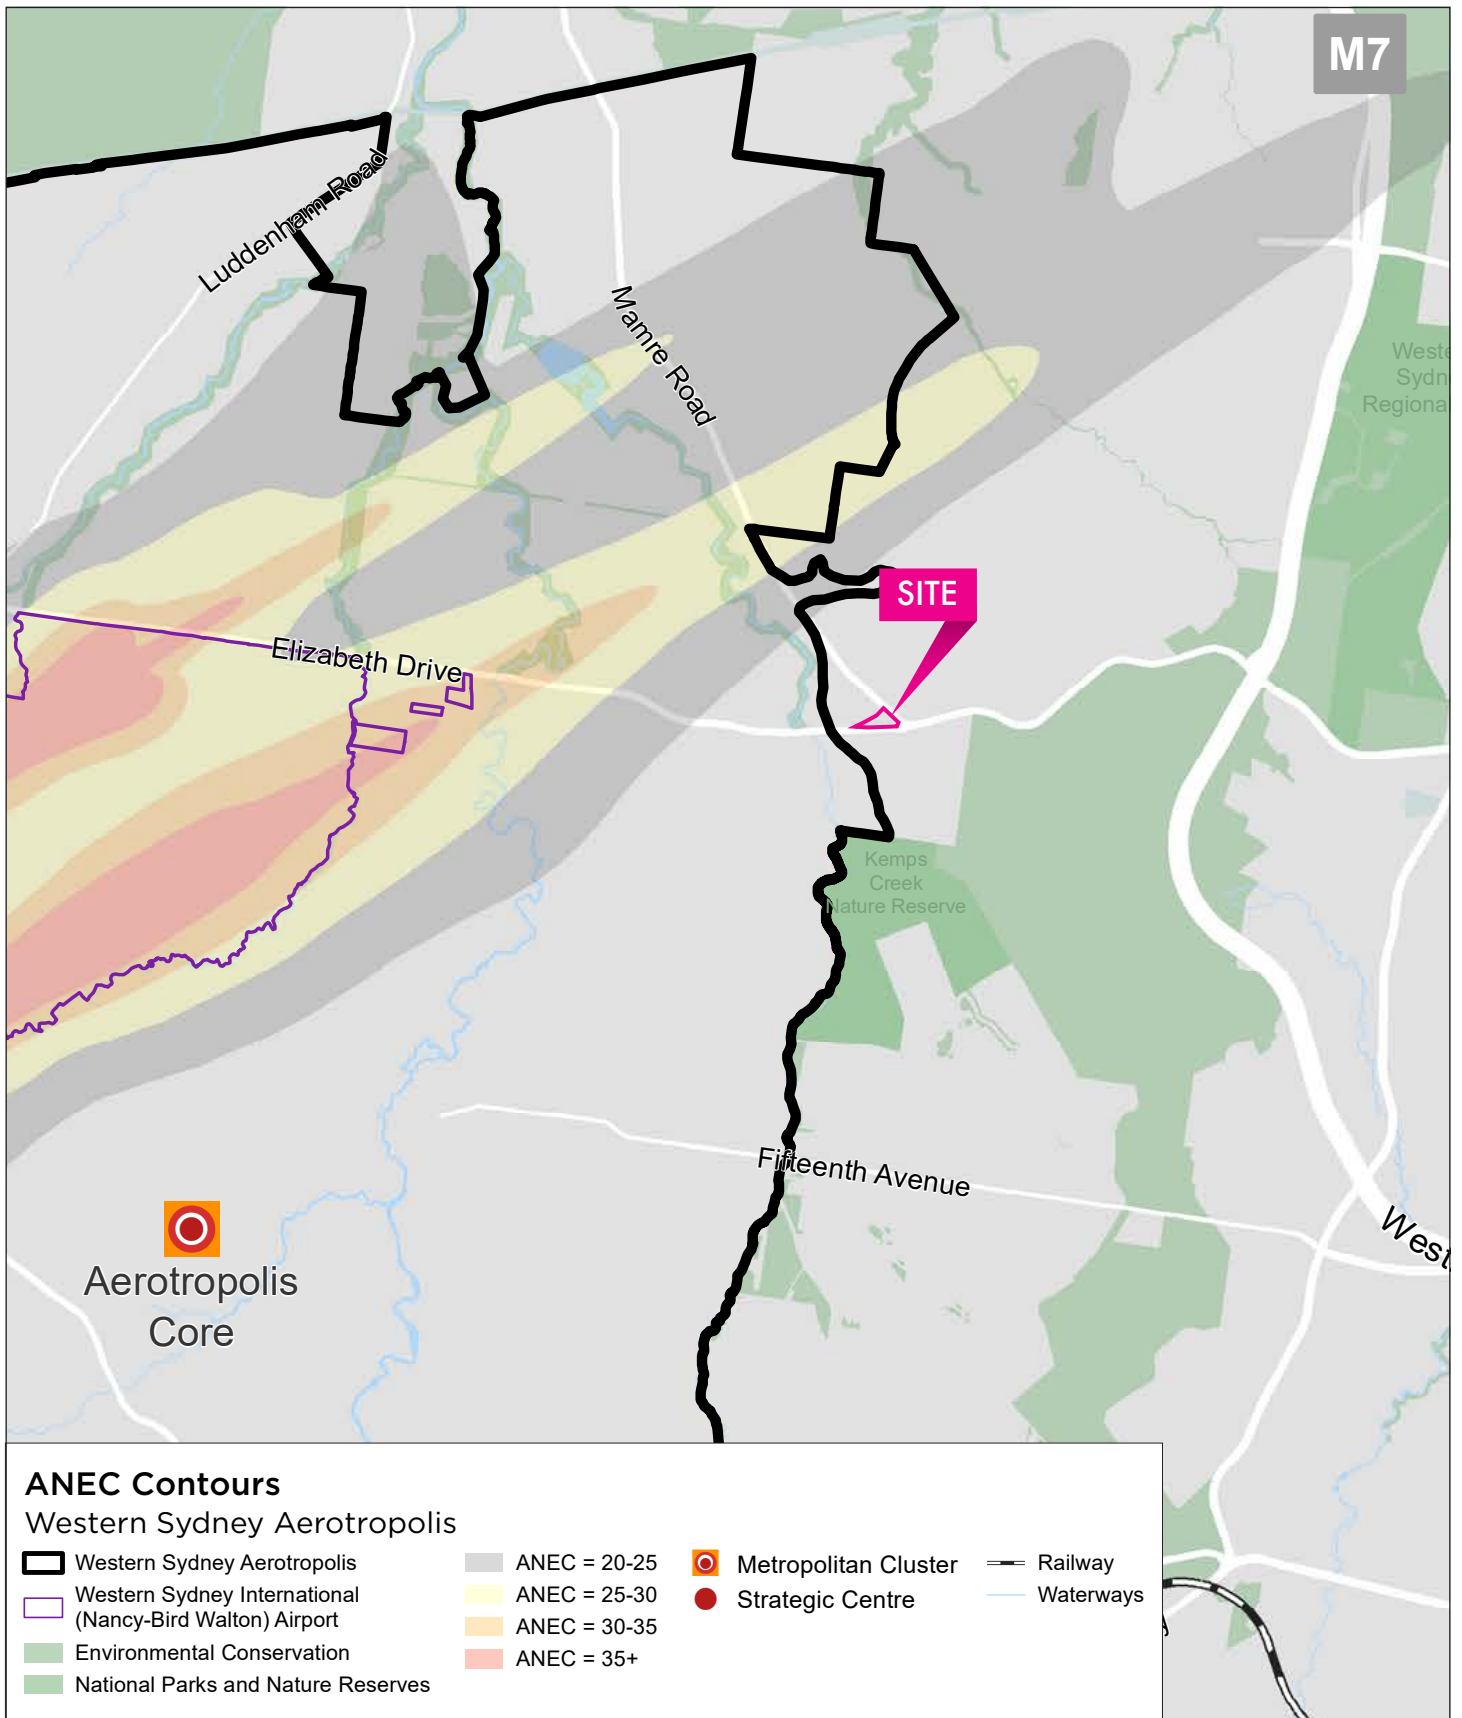 M7
Luddenham Road
Mamre Road
SITE
Elizabeth Drive
Kemps
Creek
Nature Reserve
Fifteenth Avenue
Aerotropolis
Core
ANEC Contours
Western Sydney Aerotropolis
Western Sydney Aerotropolis
Western Sydney International
(Nancy-Bird Walton) Airport
Environmental Conservation
National Parks and Nature Reserves
ANEC = 20-25
ANEC = 25-30
ANEC = 30-35
ANEC = 35+
Metropolitan Cluster
Strategic Centre
Railway
Waterways